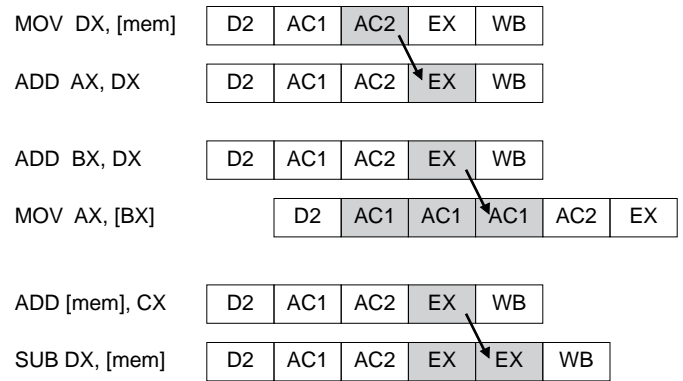 MOV DX, [mem] D2 AC1 AC2 EX WB
ADD AX, DX D2 AC1 AC2 EX WB
ADD BX, DX D2 AC1 AC2 EX WB
MOV AX, [BX] D2 AC1 AC1 AC1 AC2 EX
ADD [mem], CX D2 AC1 AC2 EX WB
SUB DX, [mem] D2 AC1 AC2 EX EX WB